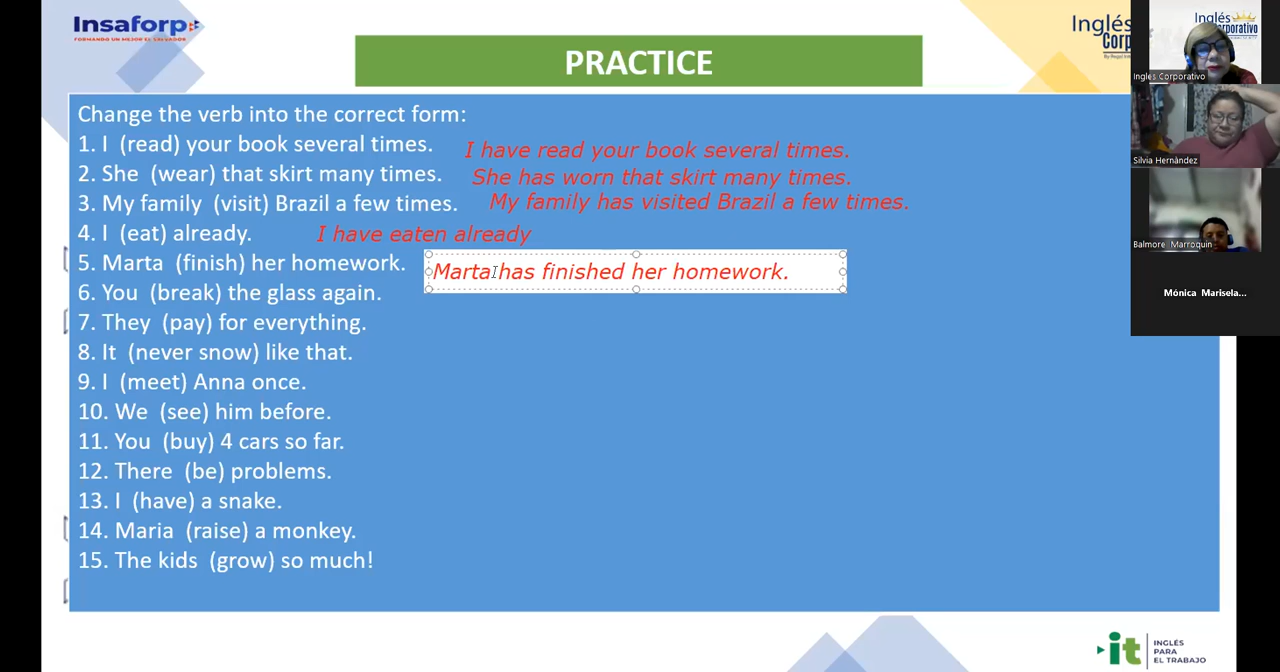 Insaforp
FORMANDO UN MEJOR EL SALVADOR
Inglés
Corp
PRACTICE
Change the verb into the correct form:
1. I (read) your book several times. I have read your book several times.
2. She (wear) that skirt many times. She has worn that skirt many times.
3. My family (visit) Brazil a few times. My family has visited Brazil a few times.
4. I (eat) already. I have eaten already
5. Marta (finish) her homework. Marta has finished her homework.
6. You (break) the glass again.
7. They (pay) for everything.
8. It (never snow) like that.
9. I (meet) Anna once.
10. We (see) him before.
11. You (buy) 4 cars so far.
12. There (be) problems.
13. I (have) a snake.
14. Maria (raise) a monkey.
15. The kids (grow) so much!
Inglés
Corporativo
Ingles Corporativo
Silvia Hernández
Balmore Marroquin
Mónica Marisela...
it INGLÉS
PARA
EL TRABAJO